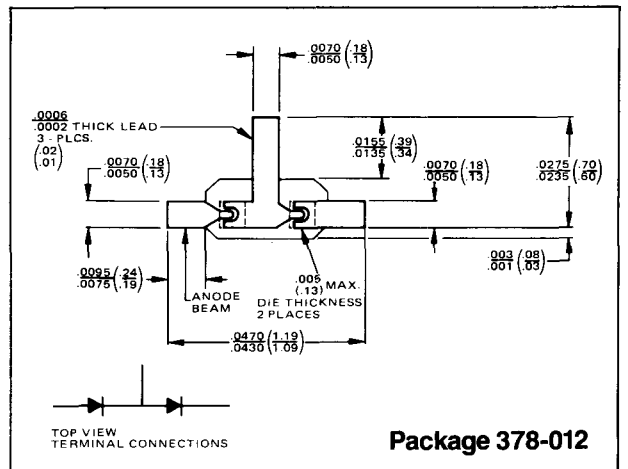 .0070 (.18)
.0050 (.13)
.0006
.0002 THICK LEAD
3 - PLCS.
(.02)
(.01)
.0155 (.39)
.0135 (.34)
.0070 (.18)
.0050 (.13)
.0070 (.18)
.0050 (.13)
.0275 (.70)
.0235 (.60)
.0095 (.24)
.0075 (.19)
LANODE
BEAM
.005
(.13) MAX.
DIE THICKNESS
2 PLACES
.003 (.08)
.001 (.03)
.0470 (1.19)
.0430 (1.09)
TOP VIEW
TERMINAL CONNECTIONS
Package 378-012